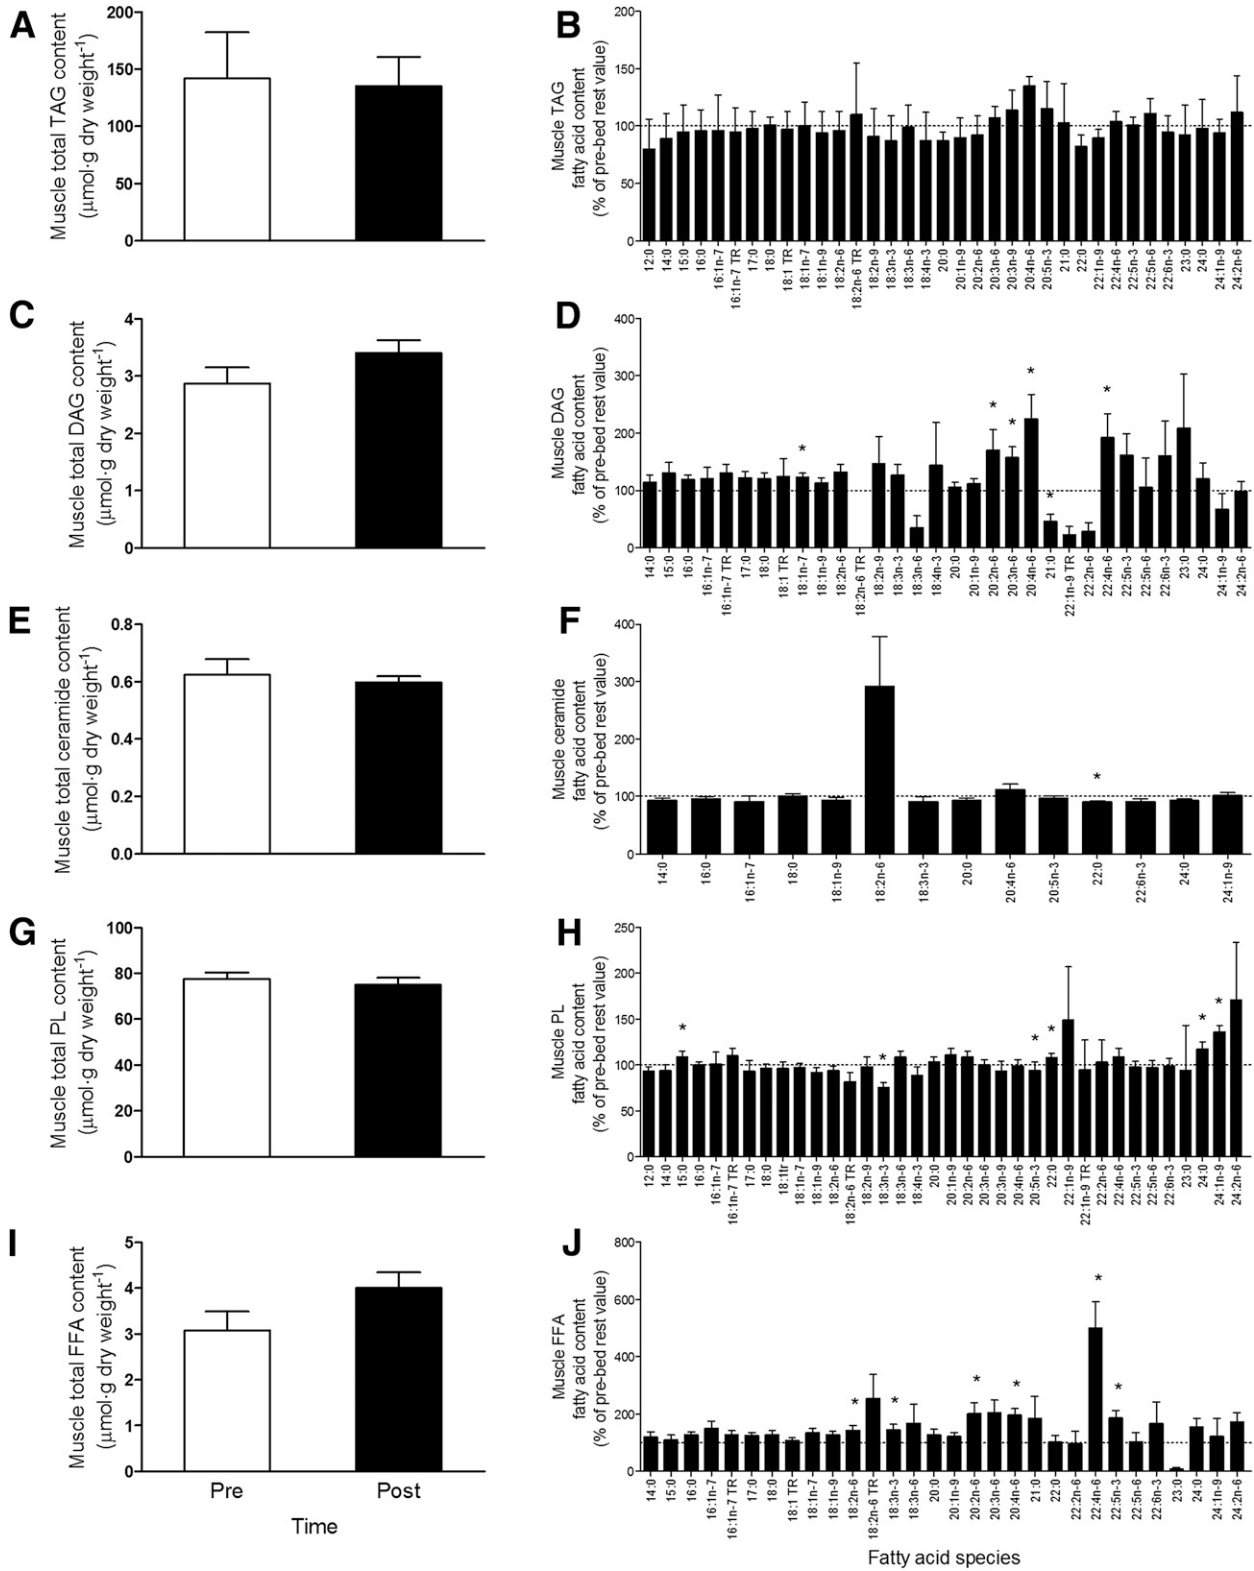 A
Muscle total TAG content
(μmol·g dry weight⁻¹)
200
150
100
50
0
B
Muscle TAG
fatty acid content
(% of pre-bed rest value)
200
150
100
50
0
12:0
14:0
15:0
16:0
16:1n-7
16:1n-7 TR
17:0
18:0
18:1 TR
18:1n-7
18:1n-9
18:2n-6
18:2n-6 TR
18:2n-9
18:3n-3
18:3n-6
18:4n-3
20:0
20:1n-9
20:2n-6
20:3n-6
20:3n-9
20:4n-6
20:5n-3
21:0
22:0
22:1n-9
22:4n-6
22:5n-3
22:5n-6
22:6n-3
23:0
24:0
24:1n-9
24:2n-6
C
Muscle total DAG content
(μmol·g dry weight⁻¹)
4
3
2
1
0
D
Muscle DAG
fatty acid content
(% of pre-bed rest value)
400
300
200
100
0
* * * * * *
14:0
15:0
16:0
16:1n-7
16:1n-7 TR
17:0
18:0
18:1 TR
18:1n-7
18:1n-9
18:2n-6
18:2n-6 TR
18:2n-9
18:3n-3
18:3n-6
18:4n-3
20:0
20:1n-9
20:2n-6
20:3n-6
20:4n-6
21:0
22:1n-9 TR
22:2n-6
22:4n-6
22:5n-3
22:5n-6
22:6n-3
23:0
24:0
24:1n-9
24:2n-6
E
Muscle total ceramide content
(μmol·g dry weight⁻¹)
0.8
0.6
0.4
0.2
0.0
F
Muscle ceramide
fatty acid content
(% of pre-bed rest value)
400
300
200
100
0
*
14:0
16:0
16:1n-7
18:0
18:1n-9
18:2n-6
18:3n-3
20:0
20:4n-6
20:5n-3
22:0
22:6n-3
24:0
24:1n-9
G
Muscle total PL content
(μmol·g dry weight⁻¹)
100
80
60
40
20
0
H
Muscle PL
fatty acid content
(% of pre-bed rest value)
250
200
150
100
50
0
* * * * * *
12:0
14:0
15:0
16:0
16:1n-7
16:1n-7 TR
17:0
18:0
18:1fr
18:1n-7
18:1n-9
18:2n-6
18:2n-6 TR
18:2n-9
18:3n-3
18:3n-6
18:4n-3
20:0
20:1n-9
20:2n-6
20:3n-6
20:3n-9
20:4n-6
20:5n-3
22:0
22:1n-9
22:1n-9 TR
22:2n-6
22:4n-6
22:5n-3
22:5n-6
22:6n-3
23:0
24:0
24:1n-9
24:2n-6
I
Muscle total FFA content
(μmol·g dry weight⁻¹)
5
4
3
2
1
0
Pre
Post
Time
J
Muscle FFA
fatty acid content
(% of pre-bed rest value)
800
600
400
200
0
* * * * * *
14:0
15:0
16:0
16:1n-7
16:1n-7 TR
17:0
18:0
18:1 TR
18:1n-7
18:1n-9
18:2n-6
18:2n-6 TR
18:3n-3
18:3n-6
20:0
20:1n-9
20:2n-6
20:3n-6
20:4n-6
21:0
22:0
22:2n-6
22:4n-6
22:5n-3
22:5n-6
22:6n-3
23:0
24:0
24:1n-9
24:2n-6
Fatty acid species